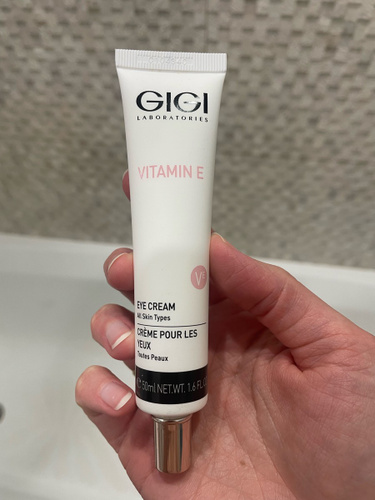 GIGI
LABORATORIES
VITAMIN E
EYE CREAM
All Skin Types
CRÈME POUR LES
YEUX
Toutes Peaux
50ml NET.WT. 1.6 FL.